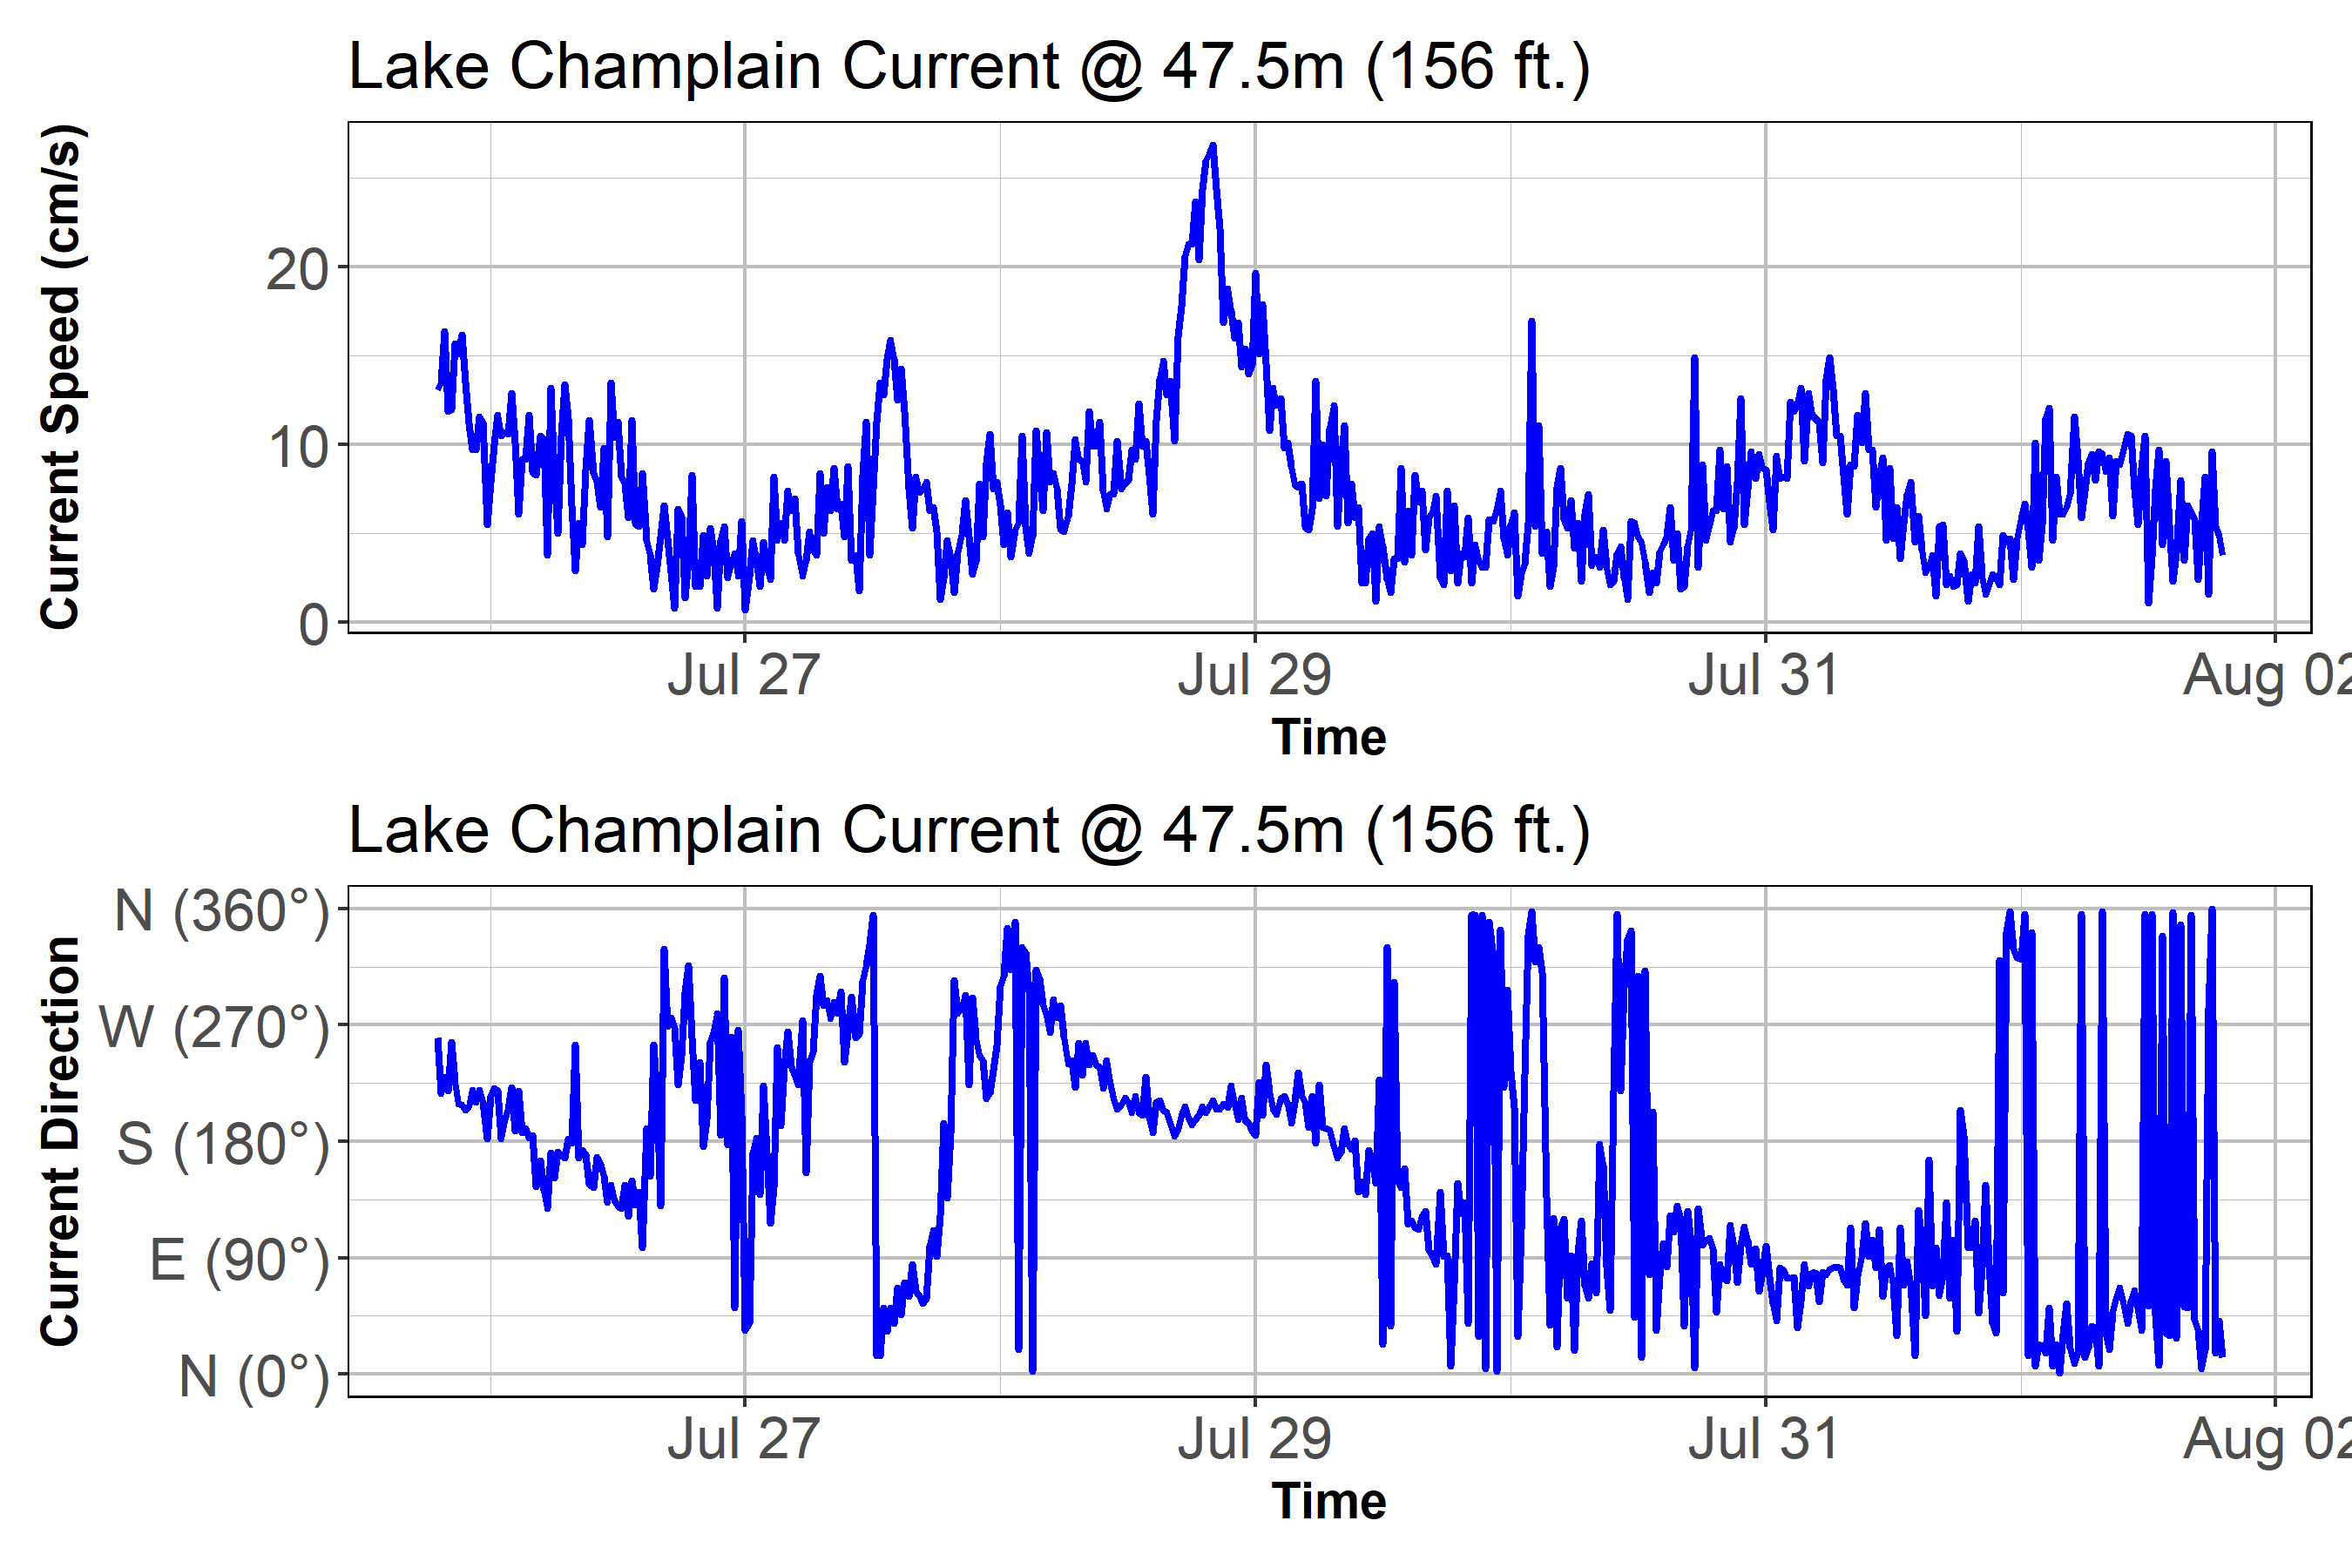 Lake Champlain Current @ 47.5m (156 ft.)
Current Speed (cm/s)
20
10
0
Jul 27 Jul 29 Jul 31 Aug 02
Time
Lake Champlain Current @ 47.5m (156 ft.)
Current Direction
N (360°)
W (270°)
S (180°)
E (90°)
N (0°)
Jul 27 Jul 29 Jul 31 Aug 02
Time